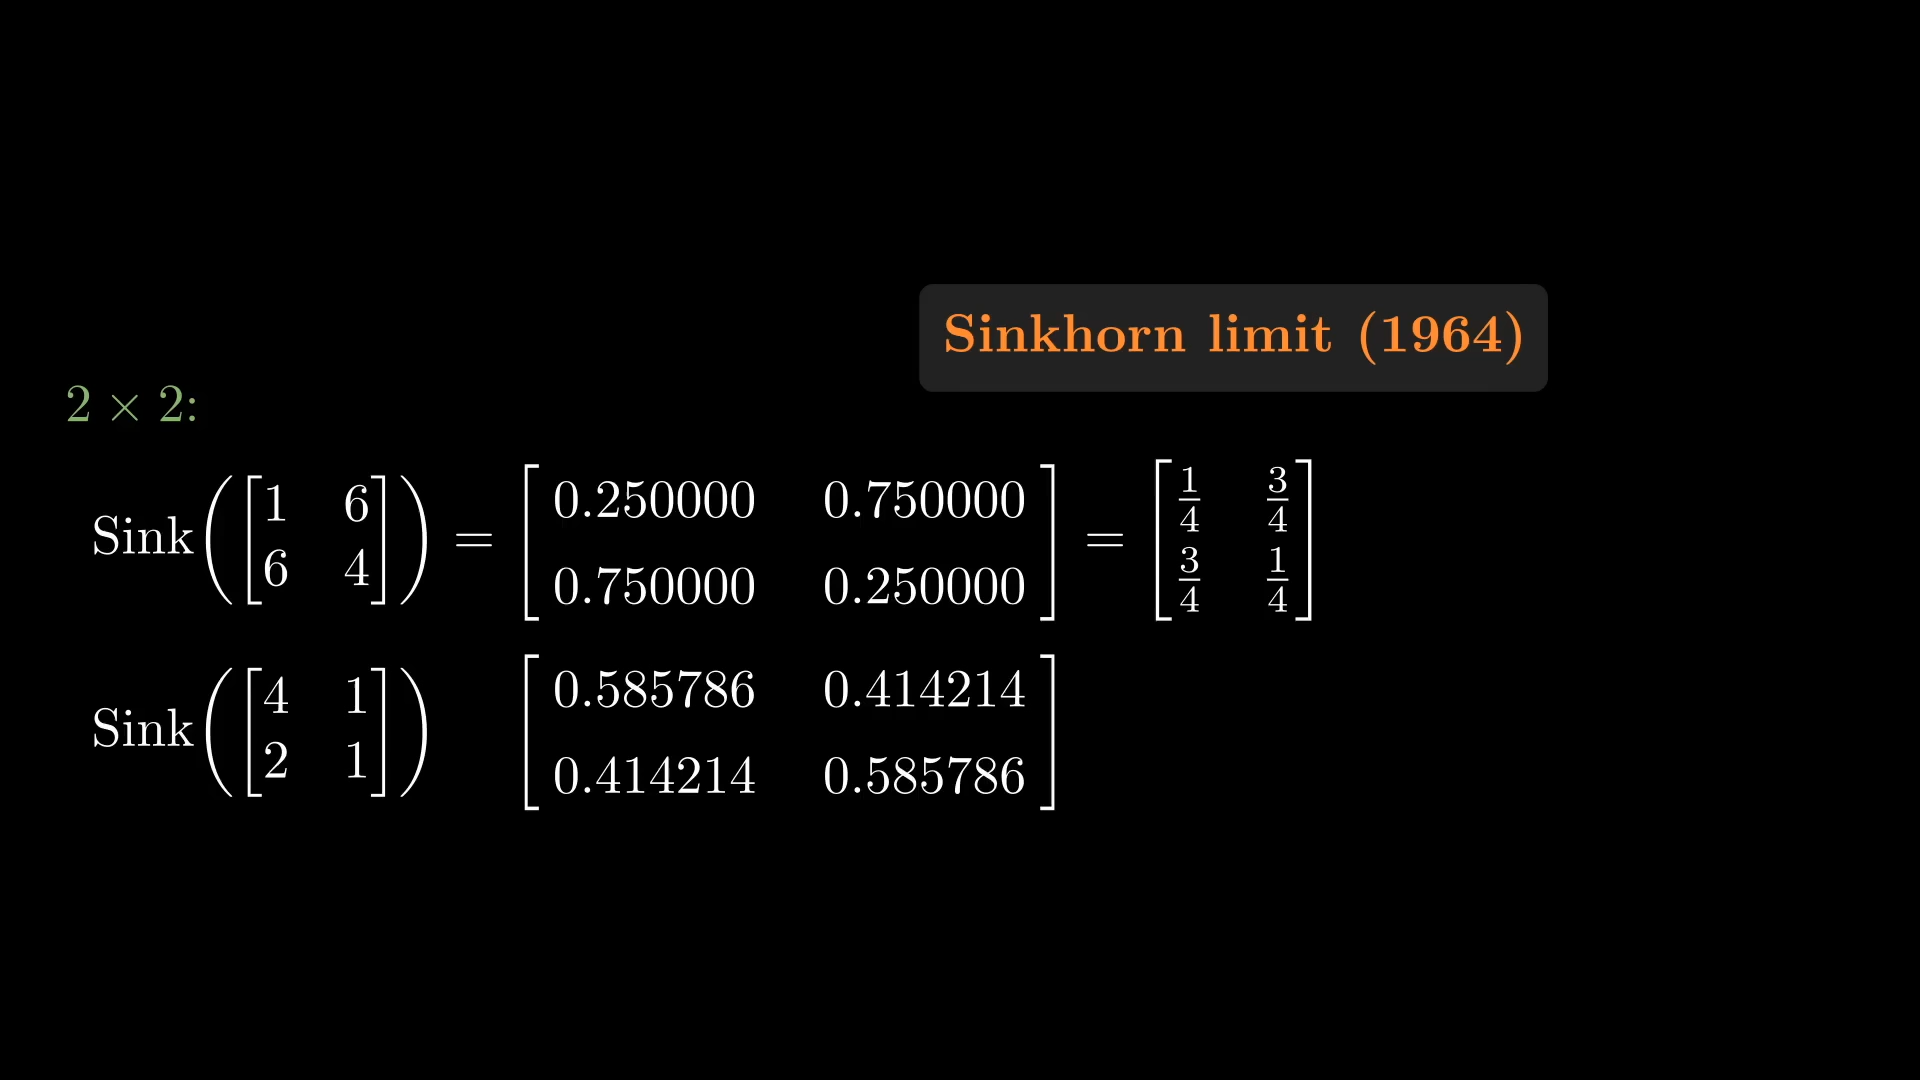 Sinkhorn limit (1964)
2 × 2:
Sink([1 6; 6 4]) = [0.250000 0.750000; 0.750000 0.250000] = [1/4 3/4; 3/4 1/4]
Sink([4 1; 2 1]) [0.585786 0.414214; 0.414214 0.585786]